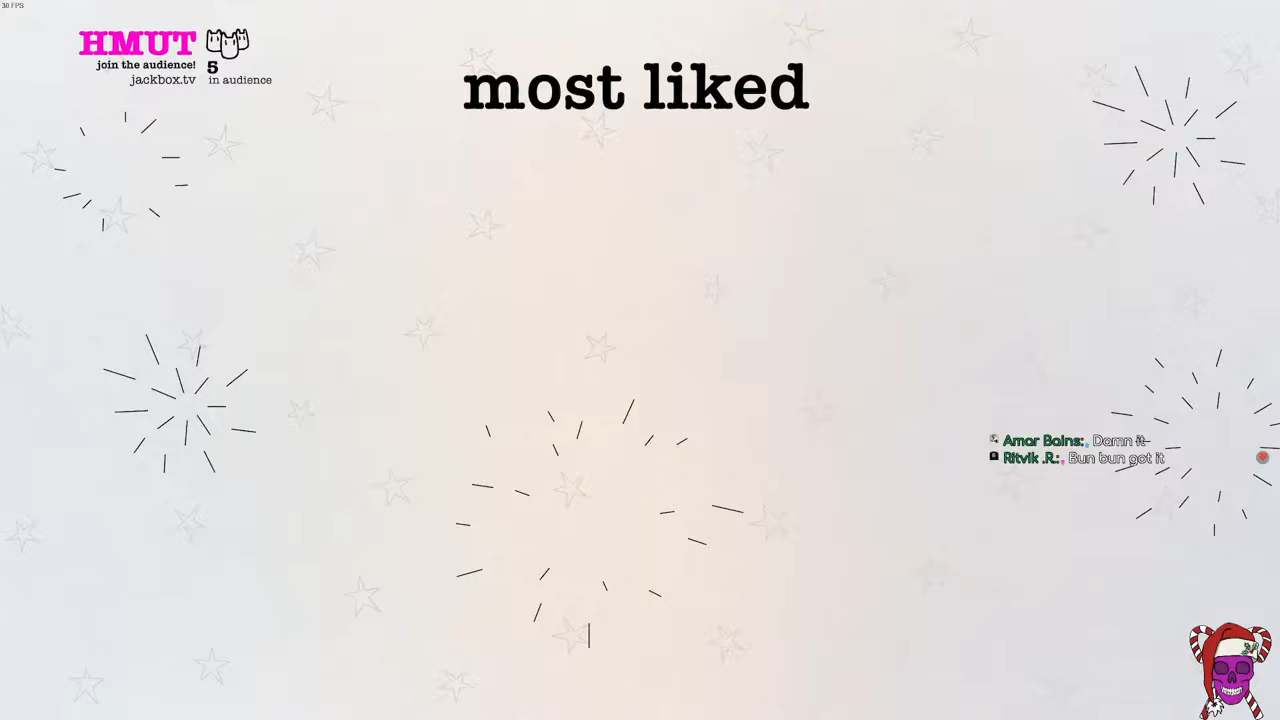 30 FPS
HMUT
join the audience!
jackbox.tv
5
in audience
most liked
Amar Bains: Damn it
Ritvik .R.: Bun bun got it